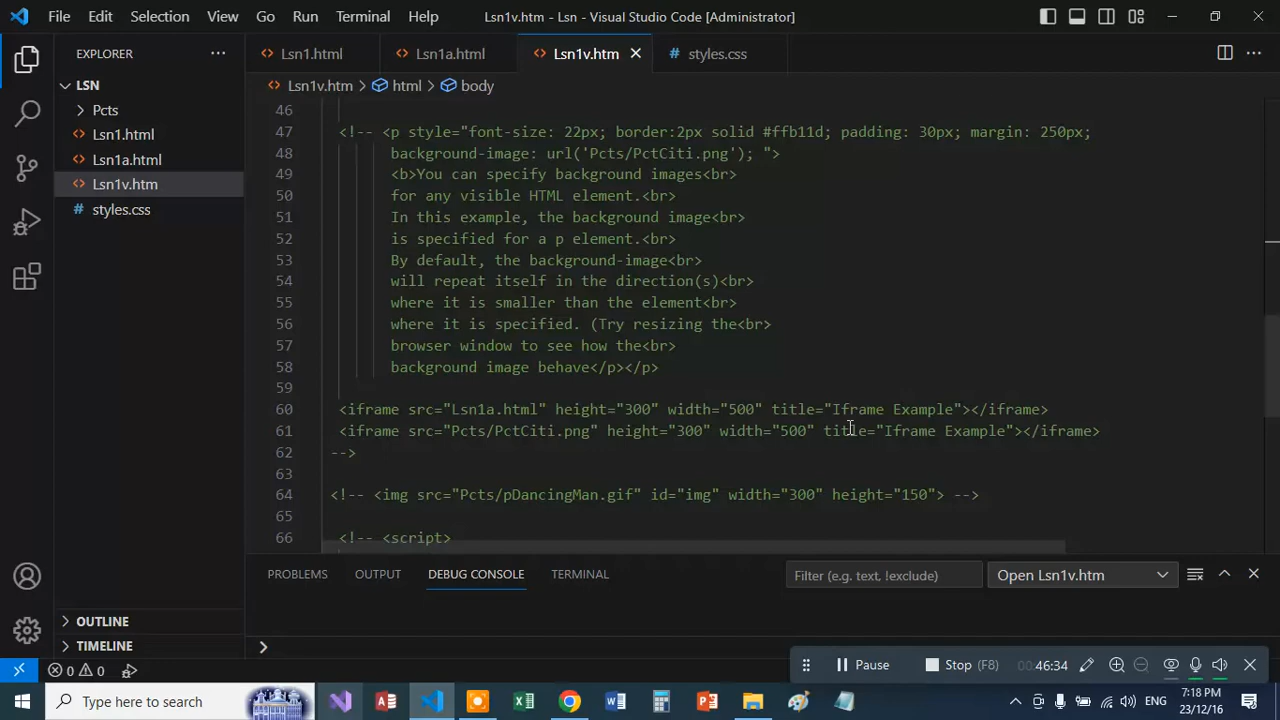 File Edit Selection View Go Run Terminal Help
Lsn1v.htm - Lsn - Visual Studio Code [Administrator]
EXPLORER
Lsn1.html
Lsn1a.html
Lsn1v.htm
styles.css
LSN
Pcts
Lsn1.html
Lsn1a.html
Lsn1v.htm
styles.css
OUTLINE
TIMELINE
Lsn1v.htm > html > body
46
47 <!-- <p style="font-size: 22px; border:2px solid #ffb11d; padding: 30px; margin: 250px;
48 background-image: url('Pcts/PctCiti.png'); ">
49 <b>You can specify background images<br>
50 for any visible HTML element.<br>
51 In this example, the background image<br>
52 is specified for a p element.<br>
53 By default, the background-image<br>
54 will repeat itself in the direction(s)<br>
55 where it is smaller than the element<br>
56 where it is specified. (Try resizing the<br>
57 browser window to see how the<br>
58 background image behave</p></p>
59
60 <iframe src="Lsn1a.html" height="300" width="500" title="Iframe Example"></iframe>
61 <iframe src="Pcts/PctCiti.png" height="300" width="500" title="Iframe Example"></iframe>
62 -->
63
64 <!-- <img src="Pcts/pDancingMan.gif" id="img" width="300" height="150"> -->
65
66 <!-- <script>
PROBLEMS OUTPUT DEBUG CONSOLE TERMINAL
Filter (e.g. text, !exclude)
Open Lsn1v.htm
>
0 0
Pause Stop (F8) 00:46:34
Type here to search
ENG
7:18 PM
23/12/16